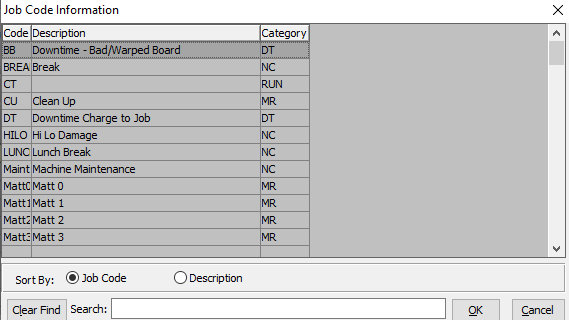 Job Code Information
Code Description Category
BB Downtime - Bad/Warped Board DT
BREA Break NC
CT RUN
CU Clean Up MR
DT Downtime Charge to Job DT
HILO Hi Lo Damage NC
LUNC Lunch Break NC
Maint Machine Maintenance NC
Matt0 Matt 0 MR
Matt1 Matt 1 MR
Matt2 Matt 2 MR
Matt3 Matt 3 MR
Sort By: Job Code Description
Clear Find Search: OK Cancel